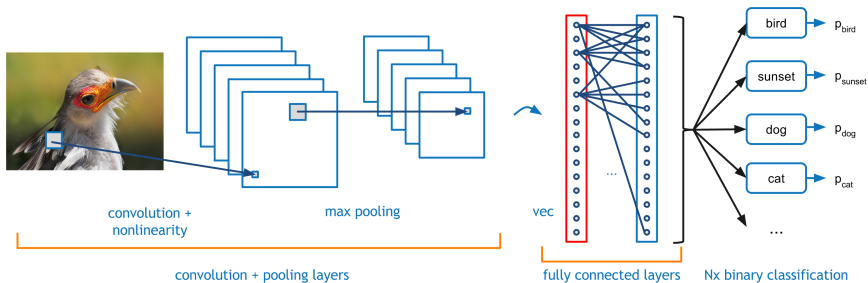 bird
p_bird
sunset
p_sunset
dog
p_dog
cat
p_cat
...
...
convolution +
nonlinearity
max pooling
vec
convolution + pooling layers
fully connected layers
Nx binary classification